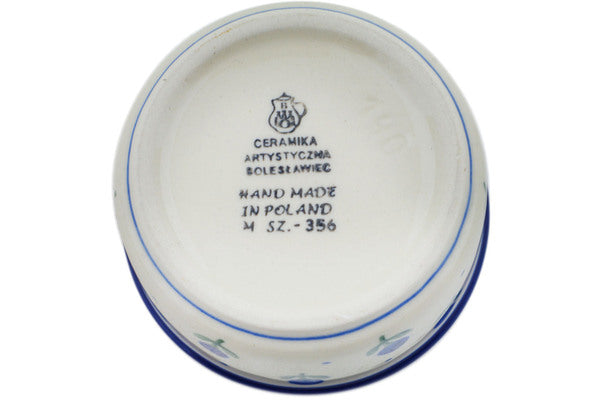 B
CERAMIKA
ARTYSTYCZNA
BOLESŁAWIEC
HAND MADE
IN POLAND
M SZ.-356